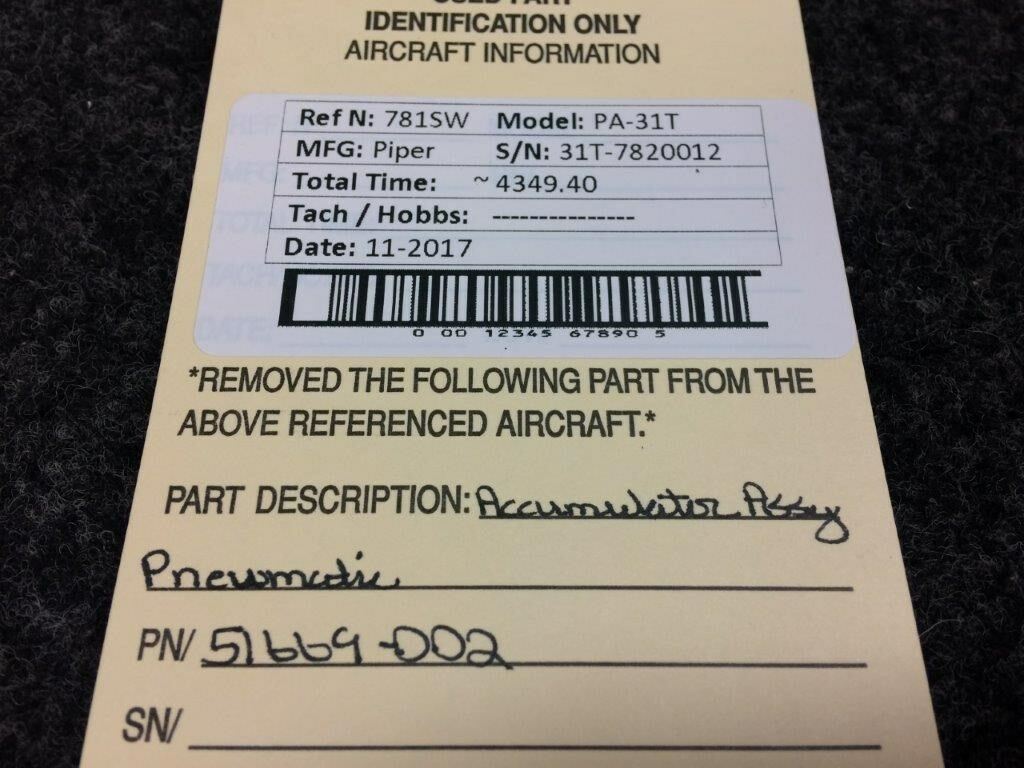 USED PART
IDENTIFICATION ONLY
AIRCRAFT INFORMATION
Ref N: 781SW Model: PA-31T
MFG: Piper S/N: 31T-7820012
Total Time: ~ 4349.40
Tach / Hobbs: ---------------
Date: 11-2017
0 00 12345 67890 5
*REMOVED THE FOLLOWING PART FROM THE
ABOVE REFERENCED AIRCRAFT.*
PART DESCRIPTION: Accumulator Assy
Pneumatic
PN/ 51669-002
SN/